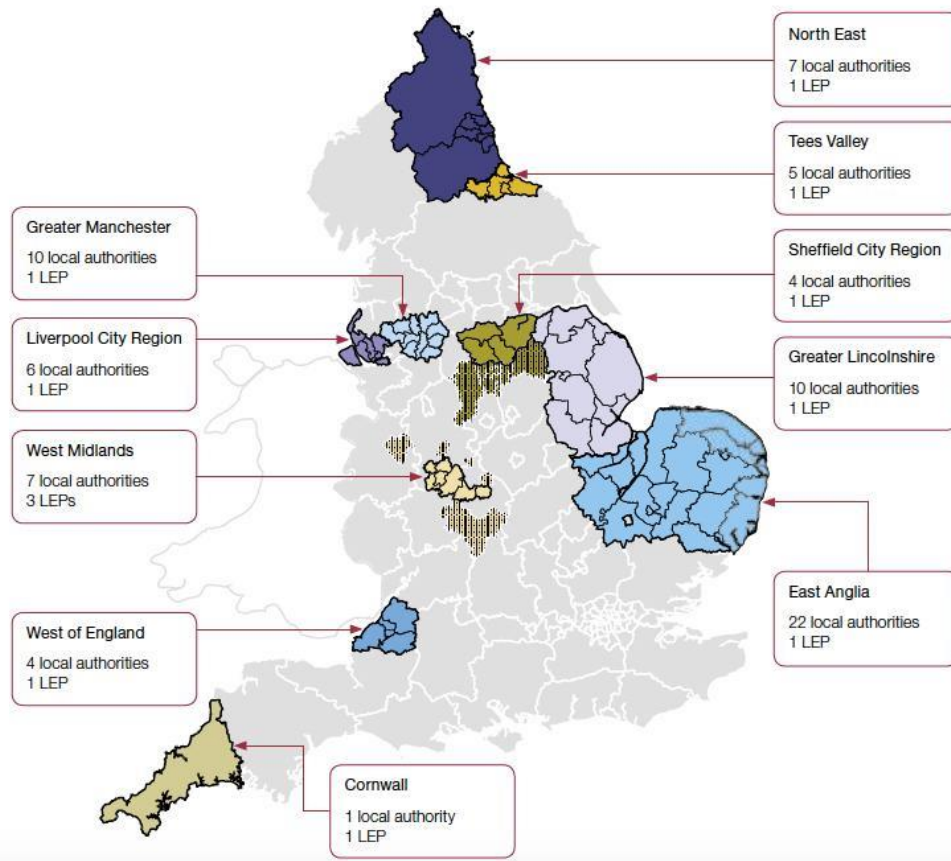 North East
7 local authorities
1 LEP
Tees Valley
5 local authorities
1 LEP
Greater Manchester
10 local authorities
1 LEP
Sheffield City Region
4 local authorities
1 LEP
Liverpool City Region
6 local authorities
1 LEP
Greater Lincolnshire
10 local authorities
1 LEP
West Midlands
7 local authorities
3 LEPs
East Anglia
22 local authorities
1 LEP
West of England
4 local authorities
1 LEP
Cornwall
1 local authority
1 LEP